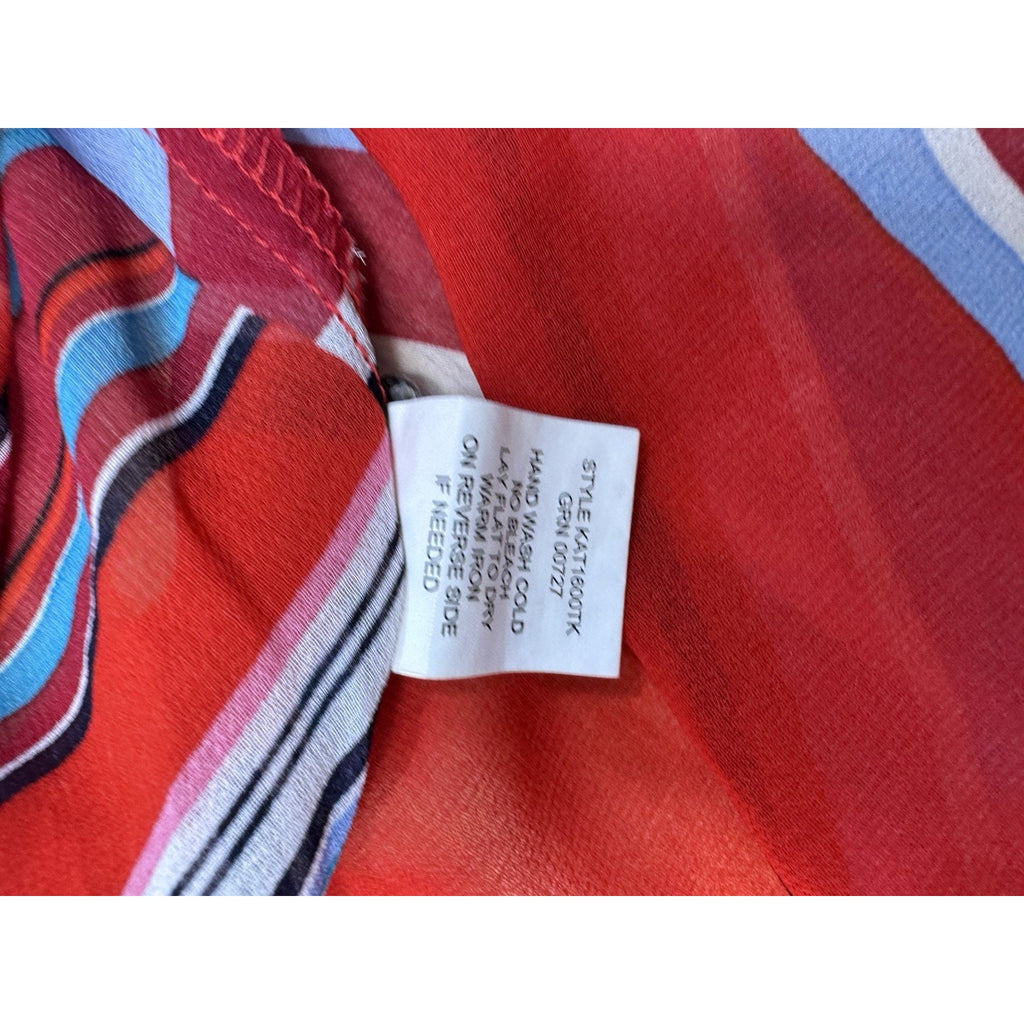 STYLE KAT1600TK
GRN 00727
HAND WASH COLD
NO BLEACH
LAY FLAT TO DRY
WARM IRON
ON REVERSE SIDE
IF NEEDED